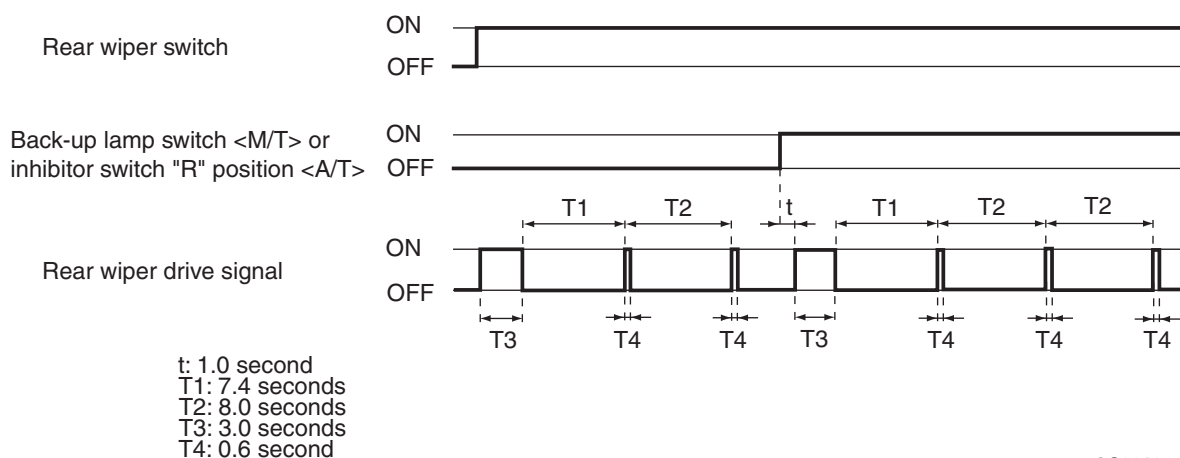 Rear wiper switch
ON
OFF
Back-up lamp switch <M/T> or
inhibitor switch "R" position <A/T>
ON
OFF
T1 T2 t T1 T2 T2
Rear wiper drive signal
ON
OFF
T3 T4 T4 T3 T4 T4 T4
t: 1.0 second
T1: 7.4 seconds
T2: 8.0 seconds
T3: 3.0 seconds
T4: 0.6 second